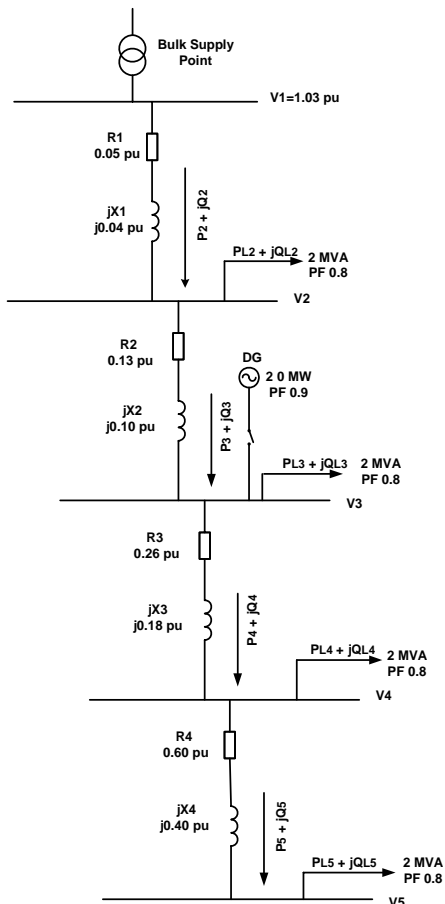 Bulk Supply
Point
V1=1.03 pu
R1
0.05 pu
jX1
j0.04 pu
P2 + jQ2
PL2 + jQL2
2 MVA
PF 0.8
V2
R2
0.13 pu
DG
2 0 MW
PF 0.9
jX2
j0.10 pu
P3 + jQ3
PL3 + jQL3
2 MVA
PF 0.8
V3
R3
0.26 pu
jX3
j0.18 pu
P4 + jQ4
PL4 + jQL4
2 MVA
PF 0.8
V4
R4
0.60 pu
jX4
j0.40 pu
P5 + jQ5
PL5 + jQL5
2 MVA
PF 0.8
V5